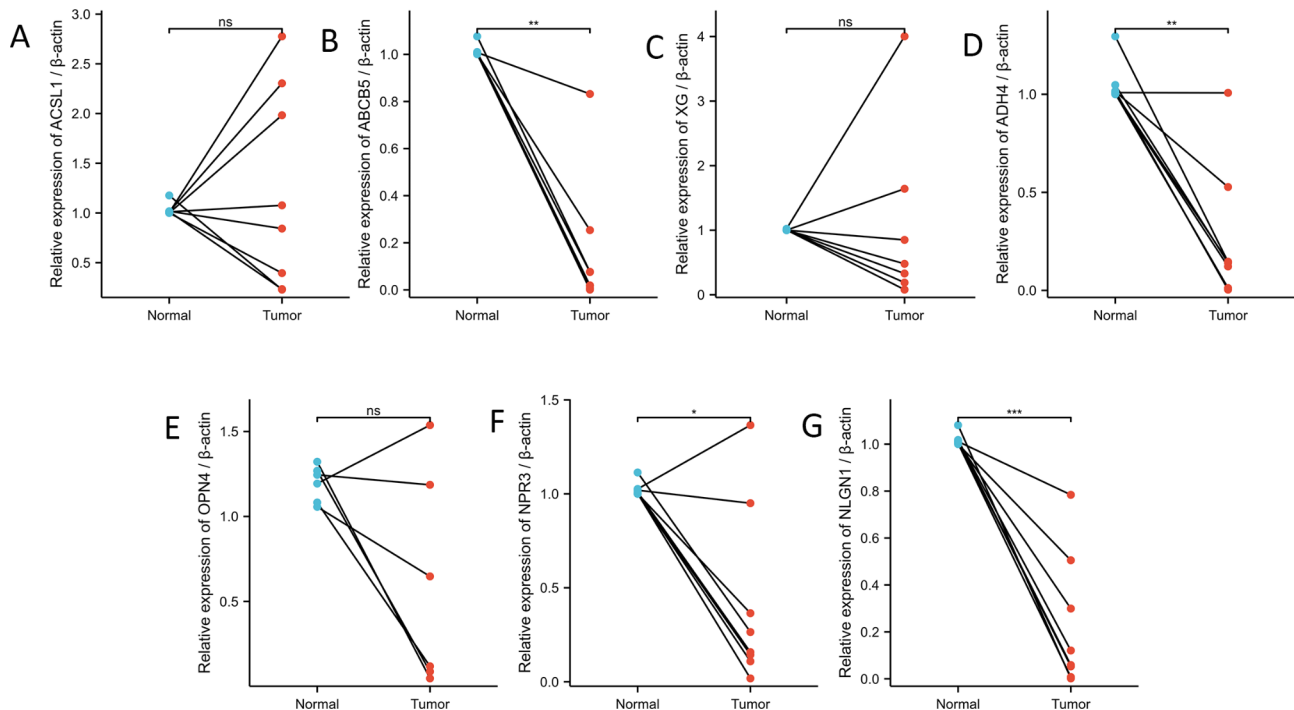 A
Relative expression of ACSL1 / β-actin
3.0
2.5
2.0
1.5
1.0
0.5
ns
Normal
Tumor
B
Relative expression of ABCB5 / β-actin
1.0
0.8
0.6
0.4
0.2
0.0
**
Normal
Tumor
C
Relative expression of XG / β-actin
4
3
2
1
0
ns
Normal
Tumor
D
Relative expression of ADH4 / β-actin
1.0
0.5
0.0
**
Normal
Tumor
E
Relative expression of OPN4 / β-actin
1.5
1.0
0.5
ns
Normal
Tumor
F
Relative expression of NPR3 / β-actin
1.5
1.0
0.5
0.0
*
Normal
Tumor
G
Relative expression of NLGN1 / β-actin
1.0
0.8
0.6
0.4
0.2
0.0
***
Normal
Tumor